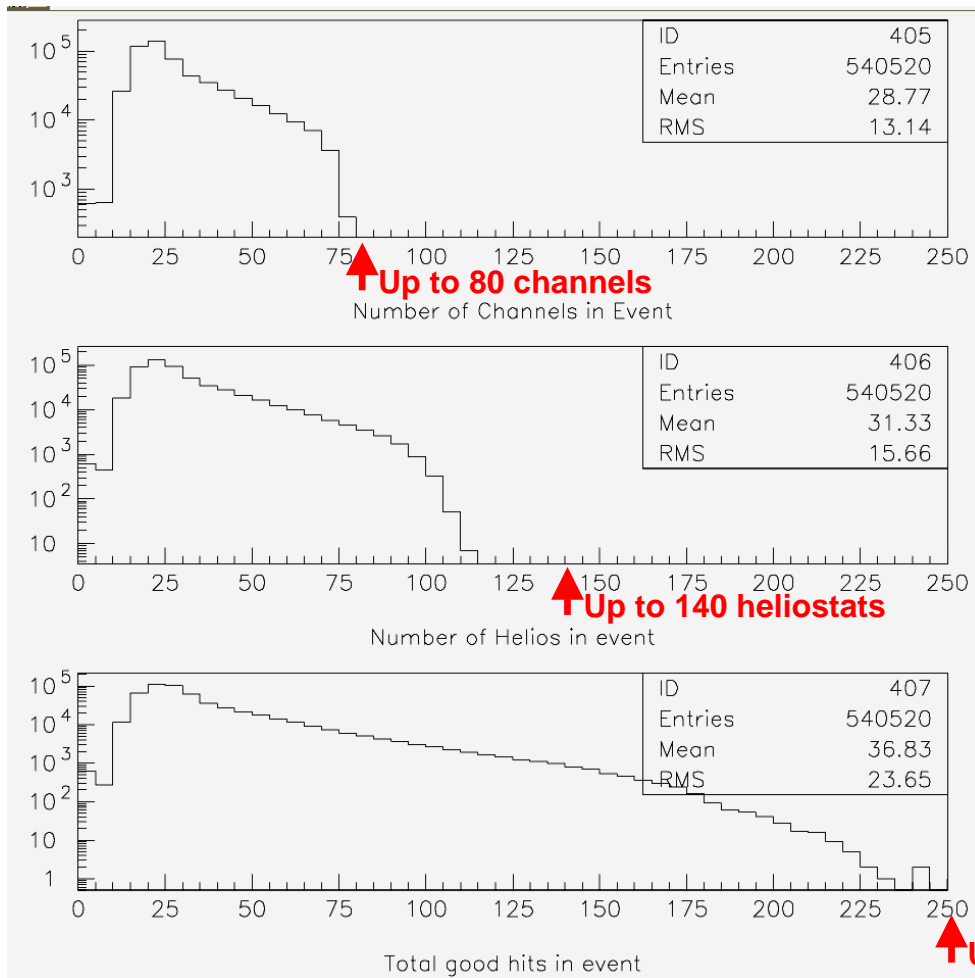 ID 405
Entries 540520
Mean 28.77
RMS 13.14
10^5
10^4
10^3
0 25 50 75 100 125 150 175 200 225 250
Up to 80 channels
Number of Channels in Event
ID 406
Entries 540520
Mean 31.33
RMS 15.66
10^5
10^4
10^3
10^2
10
0 25 50 75 100 125 150 175 200 225 250
Up to 140 heliostats
Number of Helios in event
ID 407
Entries 540520
Mean 36.83
RMS 23.65
10^5
10^4
10^3
10^2
10
1
0 25 50 75 100 125 150 175 200 225 250
Total good hits in event